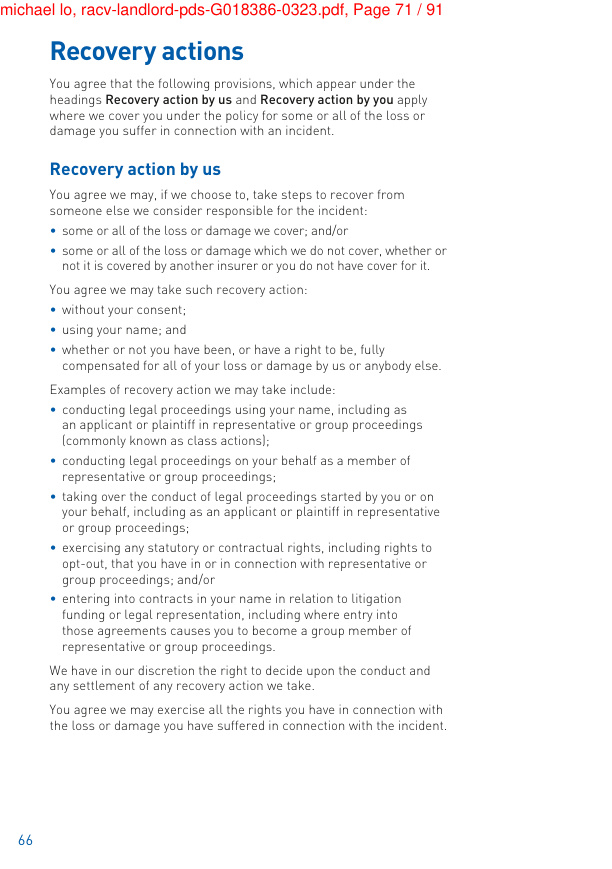 michael lo, racv-landlord-pds-G018386-0323.pdf, Page 71 / 91
Recovery actions
You agree that the following provisions, which appear under the
headings Recovery action by us and Recovery action by you apply
where we cover you under the policy for some or all of the loss or
damage you suffer in connection with an incident.
Recovery action by us
You agree we may, if we choose to, take steps to recover from
someone else we consider responsible for the incident:
• some or all of the loss or damage we cover; and/or
• some or all of the loss or damage which we do not cover, whether or
not it is covered by another insurer or you do not have cover for it.
You agree we may take such recovery action:
• without your consent;
• using your name; and
• whether or not you have been, or have a right to be, fully
compensated for all of your loss or damage by us or anybody else.
Examples of recovery action we may take include:
• conducting legal proceedings using your name, including as
an applicant or plaintiff in representative or group proceedings
(commonly known as class actions);
• conducting legal proceedings on your behalf as a member of
representative or group proceedings;
• taking over the conduct of legal proceedings started by you or on
your behalf, including as an applicant or plaintiff in representative
or group proceedings;
• exercising any statutory or contractual rights, including rights to
opt-out, that you have in or in connection with representative or
group proceedings; and/or
• entering into contracts in your name in relation to litigation
funding or legal representation, including where entry into
those agreements causes you to become a group member of
representative or group proceedings.
We have in our discretion the right to decide upon the conduct and
any settlement of any recovery action we take.
You agree we may exercise all the rights you have in connection with
the loss or damage you have suffered in connection with the incident.
66